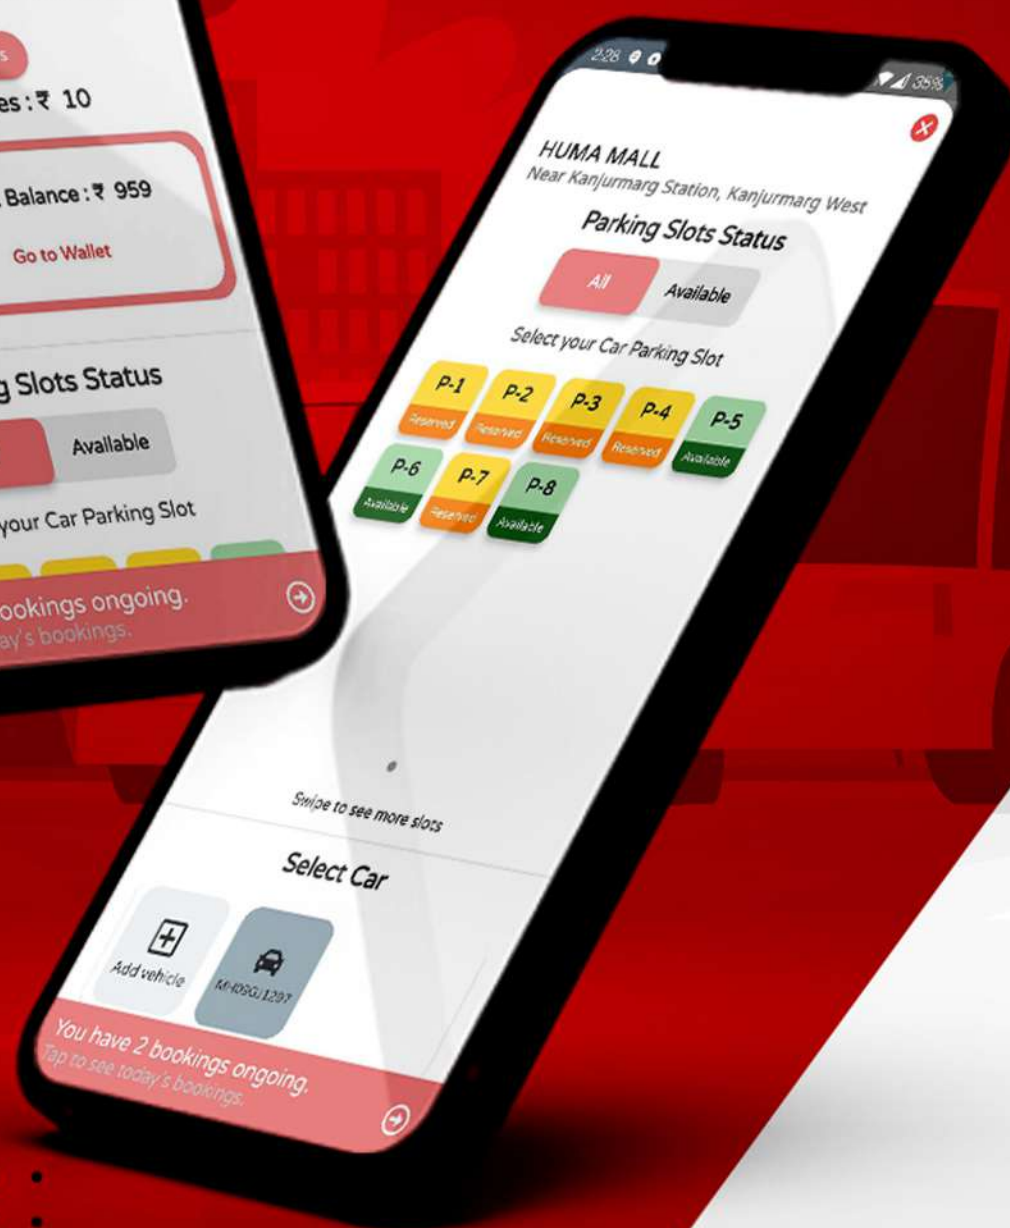 s
es : ₹ 10
Balance : ₹ 959
Go to Wallet
g Slots Status
Available
your Car Parking Slot
ookings ongoing.
ay's bookings.
2:28
35%
HUMA MALL
Near Kanjurmarg Station, Kanjurmarg West
Parking Slots Status
All Available
Select your Car Parking Slot
P-1 P-2 P-3 P-4 P-5
Reserved Reserved Reserved Reserved Available
P-6 P-7 P-8
Available Reserved Available
Swipe to see more slots
Select Car
Add vehicle
You have 2 bookings ongoing.
Tap to see today's bookings.